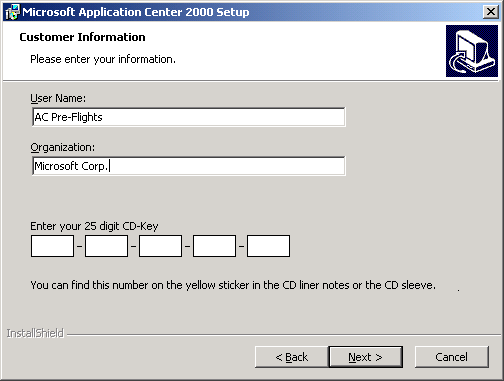 Microsoft Application Center 2000 Setup
Customer Information
Please enter your information.
User Name:
AC Pre-Flights
Organization:
Microsoft Corp.
Enter your 25 digit CD-Key
- - - -
You can find this number on the yellow sticker in the CD liner notes or the CD sleeve. .
InstallShield
< Back Next > Cancel